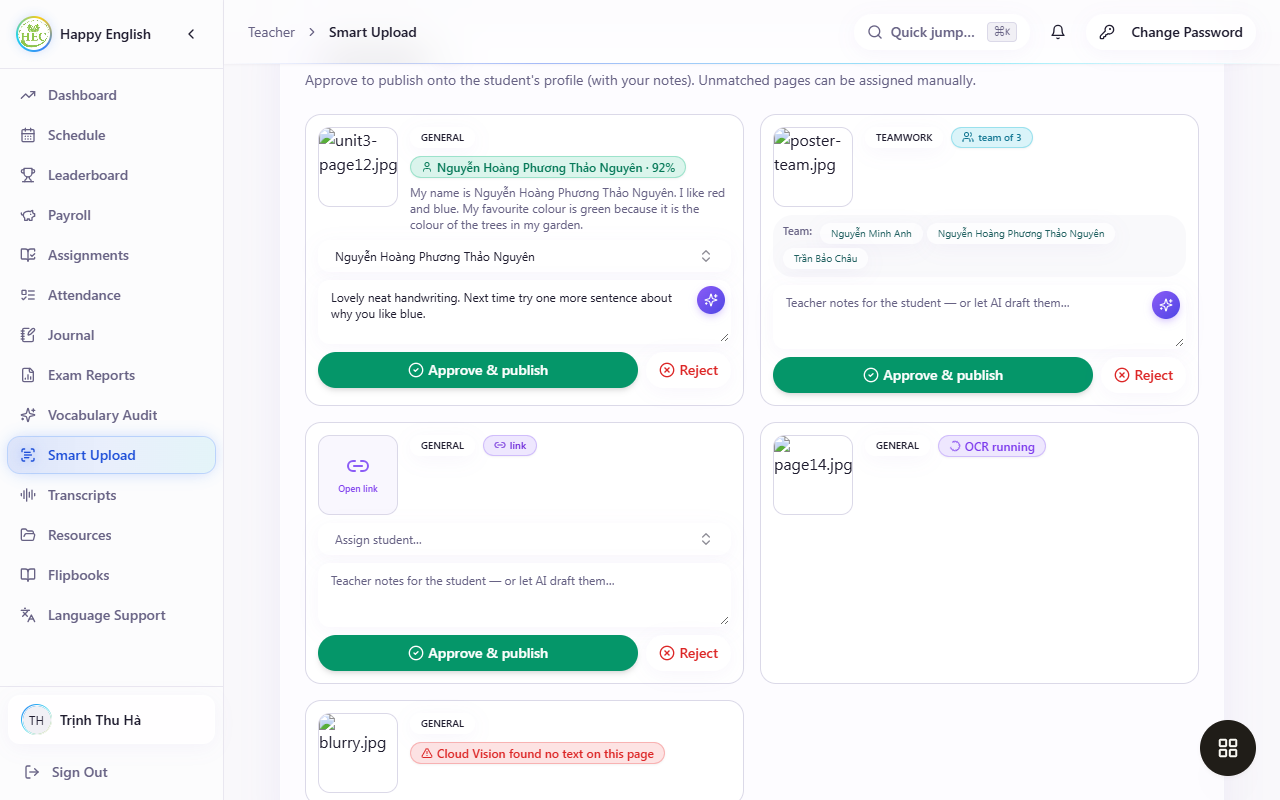 HEC
Happy English
Teacher
Smart Upload
Quick jump...
⌘K
Change Password
Dashboard
Schedule
Leaderboard
Payroll
Assignments
Attendance
Journal
Exam Reports
Vocabulary Audit
Smart Upload
Transcripts
Resources
Flipbooks
Language Support
TH
Trịnh Thu Hà
Sign Out
Approve to publish onto the student's profile (with your notes). Unmatched pages can be assigned manually.
unit3-
page12.jpg
GENERAL
Nguyễn Hoàng Phương Thảo Nguyên · 92%
My name is Nguyễn Hoàng Phương Thảo Nguyên. I like red
and blue. My favourite colour is green because it is the
colour of the trees in my garden.
Nguyễn Hoàng Phương Thảo Nguyên
Lovely neat handwriting. Next time try one more sentence about
why you like blue.
Approve & publish
Reject
poster-
team.jpg
TEAMWORK
team of 3
Team:
Nguyễn Minh Anh
Nguyễn Hoàng Phương Thảo Nguyên
Trần Bảo Châu
Teacher notes for the student — or let AI draft them...
Approve & publish
Reject
Open link
GENERAL
link
Assign student...
Teacher notes for the student — or let AI draft them...
Approve & publish
Reject
page14.jpg
GENERAL
OCR running
blurry.jpg
GENERAL
Cloud Vision found no text on this page